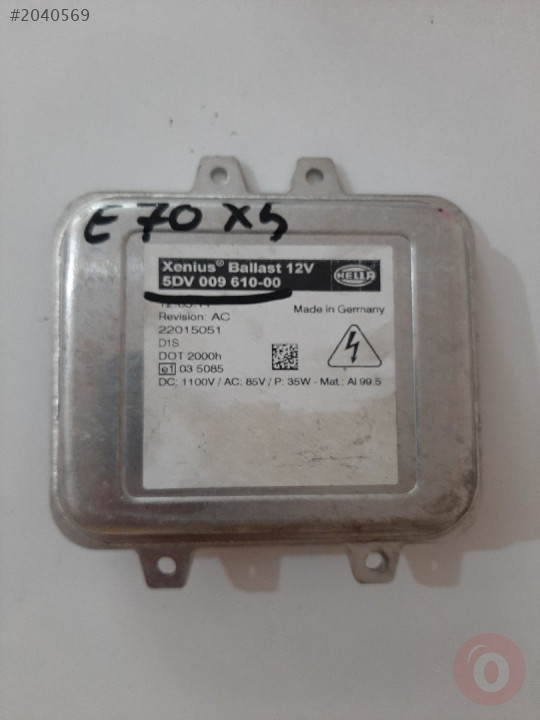 #2040569
E70 X5
Xenius® Ballast 12V
5DV 009 610-00
HELLA
Made in Germany
Revision: AC
22015051
D1S
DOT 2000h
e1 03 5085
DC: 1100V / AC: 85V / P: 35W - Mat.: Al 99.5